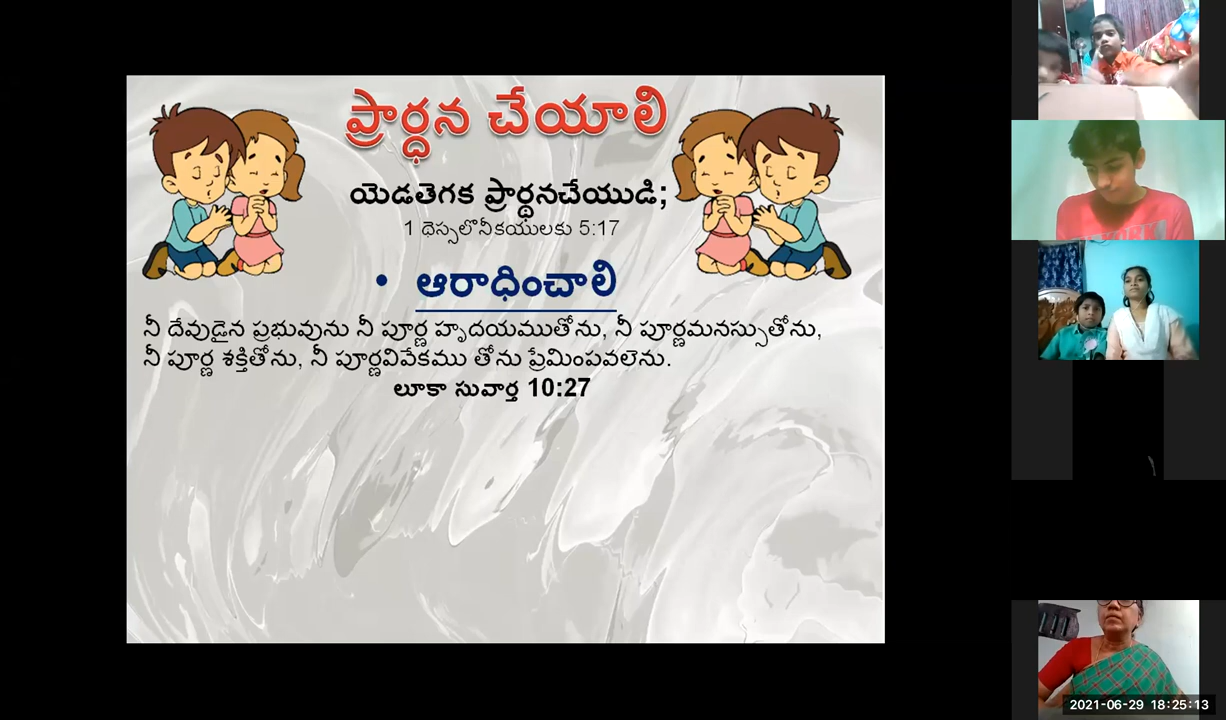 ప్రార్ధన చేయాలి
యెడతెగక ప్రార్థనచేయుడి;
1 థెస్సలొనీకయులకు 5:17
• ఆరాధించాలి
నీ దేవుడైన ప్రభువును నీ పూర్ణ హృదయముతోను, నీ పూర్ణమనస్సుతోను,
నీ పూర్ణ శక్తితోను, నీ పూర్ణవివేకము తోను ప్రేమింపవలెను.
లూకా సువార్త 10:27
2021-06-29 18:25:13